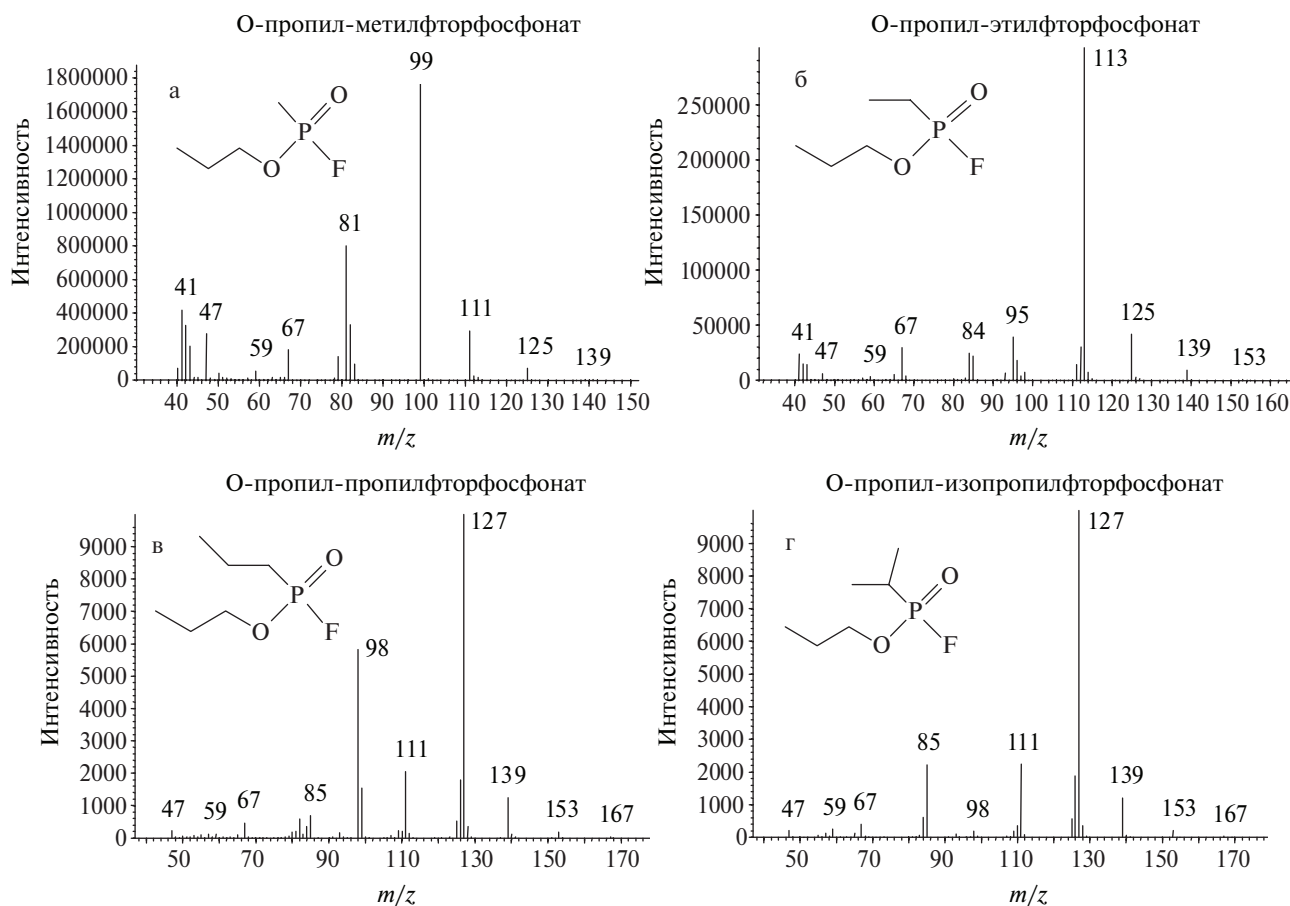 О-пропил-метилфторфосфонат
а
Интенсивность
1800000
1600000
1400000
1200000
1000000
800000
600000
400000
200000
0
O
P
O
F
99
81
41
47
59
67
111
125
139
40 50 60 70 80 90 100 110 120 130 140 150
m/z
О-пропил-этилфторфосфонат
б
Интенсивность
250000
200000
150000
100000
50000
0
O
P
O
F
113
41
47
59
67
84
95
125
139
153
40 50 60 70 80 90 100 110 120 130 140 150 160
m/z
О-пропил-пропилфторфосфонат
в
Интенсивность
9000
8000
7000
6000
5000
4000
3000
2000
1000
0
O
P
O
F
127
98
47
59
67
85
111
139
153
167
50 70 90 110 130 150 170
m/z
О-пропил-изопропилфторфосфонат
г
Интенсивность
9000
8000
7000
6000
5000
4000
3000
2000
1000
0
O
P
O
F
127
47
59
67
85
98
111
139
153
167
50 70 90 110 130 150 170
m/z